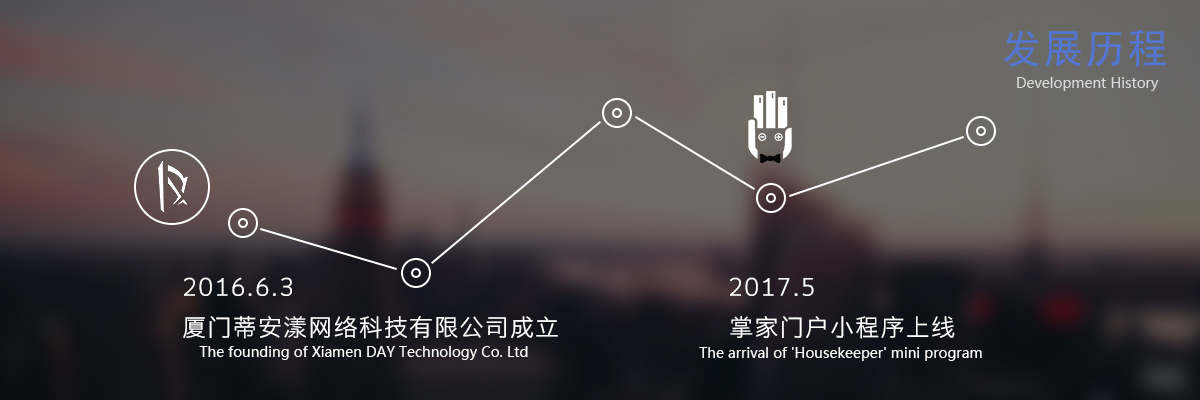 发展历程
Development History
2016.6.3
厦门蒂安漾网络科技有限公司成立
The founding of Xiamen DAY Technology Co. Ltd
2017.5
掌家门户小程序上线
The arrival of 'Housekeeper' mini program